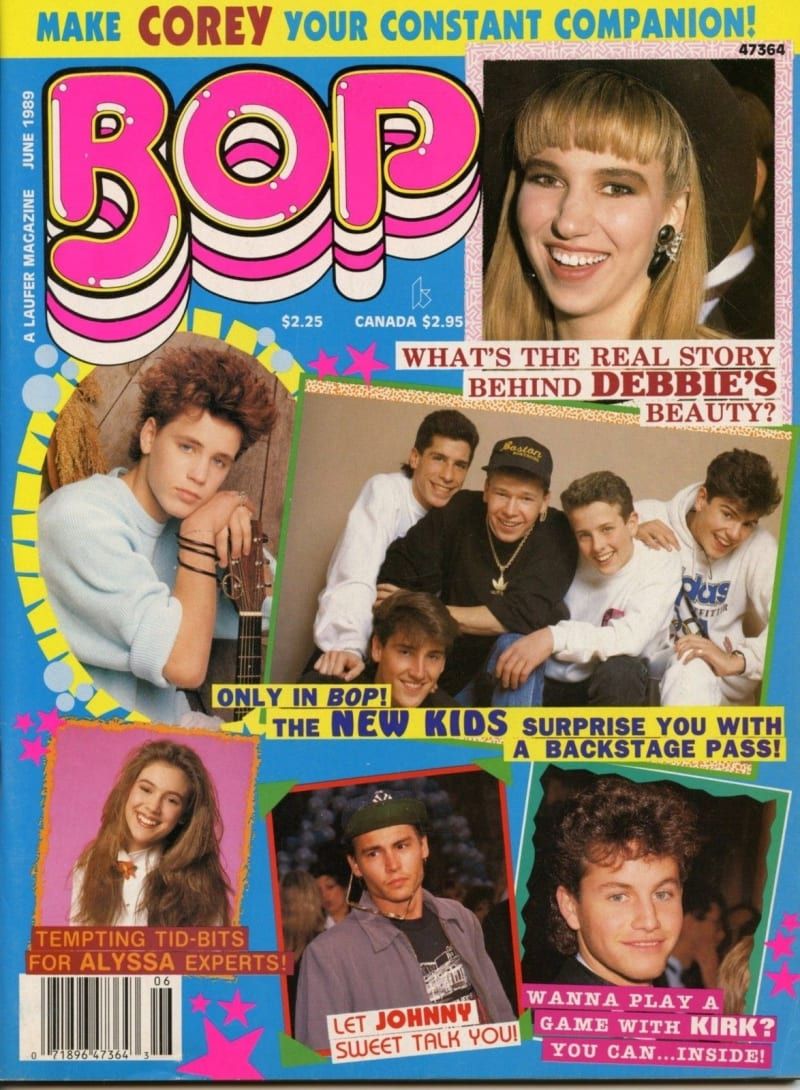 MAKE COREY YOUR CONSTANT COMPANION!
47364
A LAUFER MAGAZINE JUNE 1989
BOP
$2.25 CANADA $2.95
WHAT'S THE REAL STORY
BEHIND DEBBIE'S
BEAUTY?
Boston
ONLY IN BOP!
THE NEW KIDS SURPRISE YOU WITH
A BACKSTAGE PASS!
TEMPTING TID-BITS
FOR ALYSSA EXPERTS!
06
0 71896 47364 3
LET JOHNNY
SWEET TALK YOU!
WANNA PLAY A
GAME WITH KIRK?
YOU CAN...INSIDE!